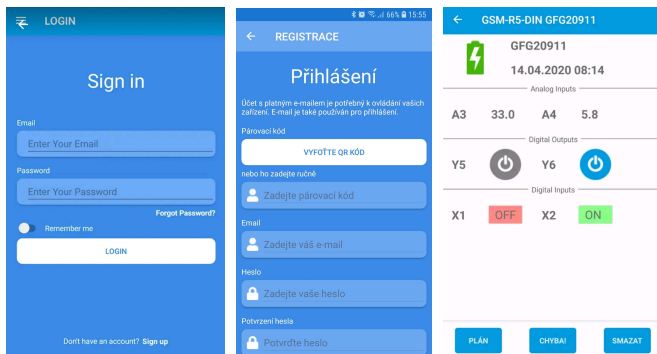 LOGIN
Sign in
Email
Enter Your Email
Password
Enter Your Password
Forgot Password?
Remember me
LOGIN
Don't have an account? Sign up
66% 15:55
REGISTRACE
Přihlášení
Účet s platným e-mailem je potřebný k ovládání vašich
zařízení. E-mail je také používán pro přihlášení.
Párovací kód
VYFOŤTE QR KÓD
nebo ho zadejte ručně
Zadejte párovací kód
Email
Zadejte váš e-mail
Heslo
Zadejte vaše heslo
Potvrzení hesla
Potvrďte heslo
GSM-R5-DIN GFG20911
GFG20911
14.04.2020 08:14
Analog Inputs
A3 33.0 A4 5.8
Digital Outputs
Y5 Y6
Digital Inputs
X1 OFF X2 ON
PLÁN CHYBA! SMAZAT